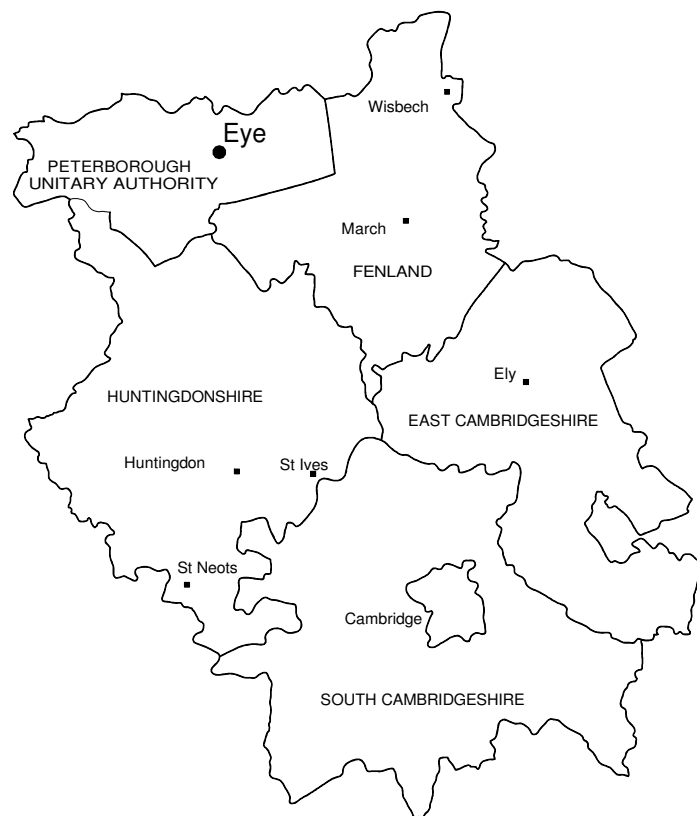 Wisbech
Eye
PETERBOROUGH
UNITARY AUTHORITY
March
FENLAND
Ely
HUNTINGDONSHIRE
EAST CAMBRIDGESHIRE
Huntingdon
St Ives
St Neots
Cambridge
SOUTH CAMBRIDGESHIRE